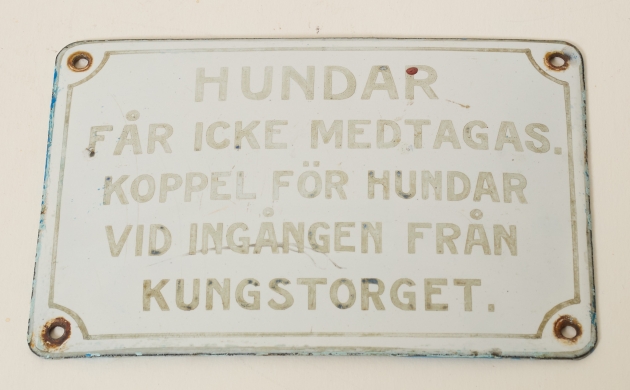 HUNDAR
FÅR ICKE MEDTAGAS.
KOPPEL FÖR HUNDAR
VID INGÅNGEN FRÅN
KUNGSTORGET.